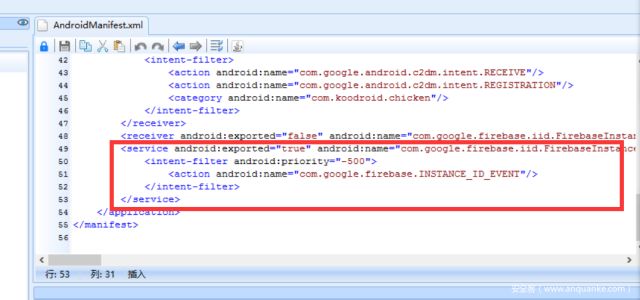 AndroidManifest.xml
42 <intent-filter>
43 <action android:name="com.google.android.c2dm.intent.RECEIVE"/>
44 <action android:name="com.google.android.c2dm.intent.REGISTRATION"/>
45 <category android:name="com.koodroid.chicken"/>
46 </intent-filter>
47 </receiver>
48 <receiver android:exported="false" android:name="com.google.firebase.iid.FirebaseInstan
49 <service android:exported="true" android:name="com.google.firebase.iid.FirebaseInstance
50 <intent-filter android:priority="-500">
51 <action android:name="com.google.firebase.INSTANCE_ID_EVENT"/>
52 </intent-filter>
53 </service>
54 </application>
55 </manifest>
56
行: 53 列: 31 插入
安全客 ( www.anquanke.com )